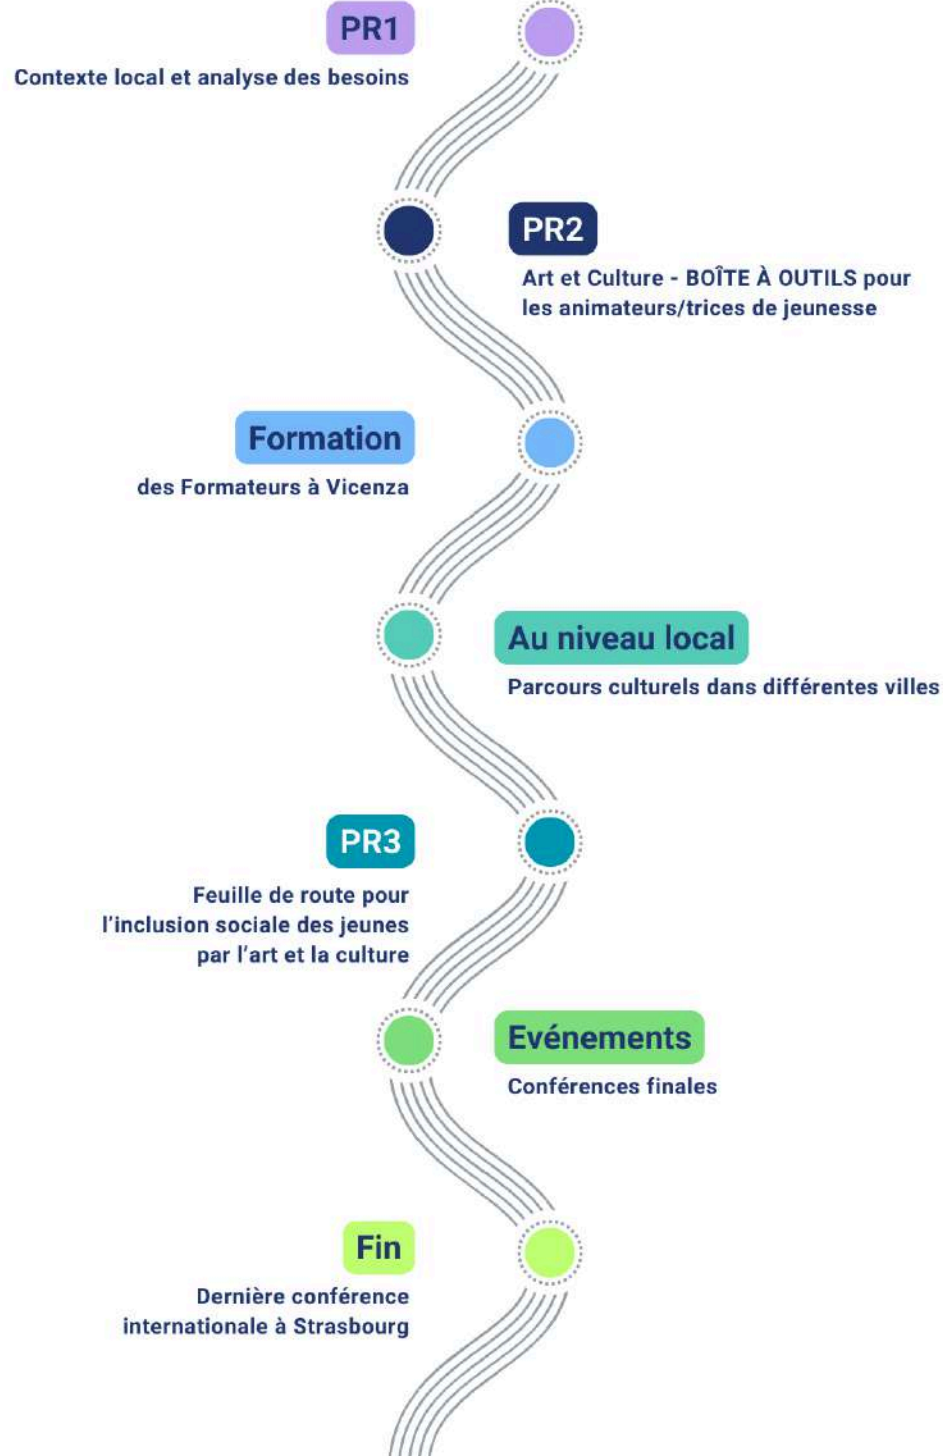 PR1
Contexte local et analyse des besoins
PR2
Art et Culture - BOÎTE À OUTILS pour
les animateurs/trices de jeunesse
Formation
des Formateurs à Vicenza
Au niveau local
Parcours culturels dans différentes villes
PR3
Feuille de route pour
l'inclusion sociale des jeunes
par l'art et la culture
Evénements
Conférences finales
Fin
Dernière conférence
internationale à Strasbourg